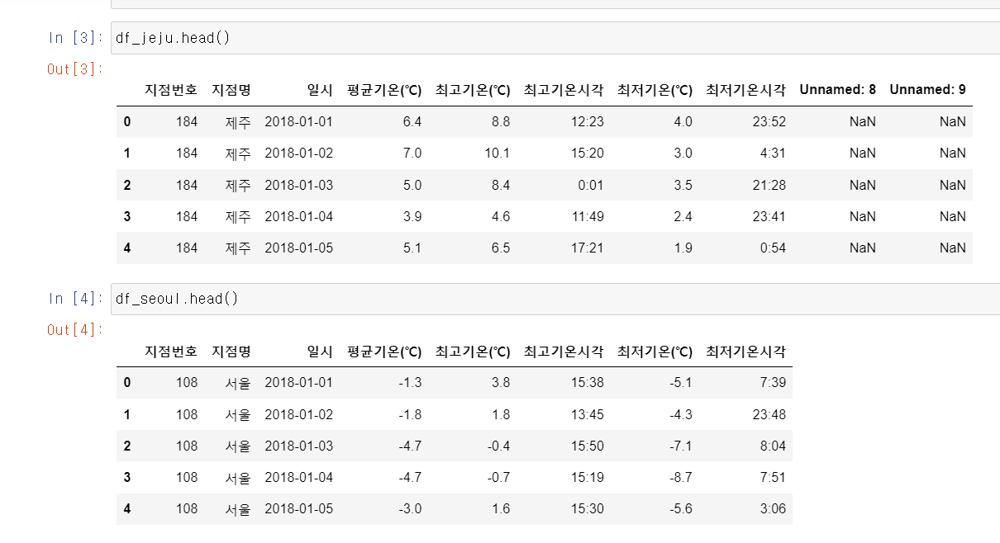 In [3]: df_jeju.head()
Out[3]:
지점번호 지점명 일시 평균기온(℃) 최고기온(℃) 최고기온시각 최저기온(℃) 최저기온시각 Unnamed: 8 Unnamed: 9
0 184 제주 2018-01-01 6.4 8.8 12:23 4.0 23:52 NaN NaN
1 184 제주 2018-01-02 7.0 10.1 15:20 3.0 4:31 NaN NaN
2 184 제주 2018-01-03 5.0 8.4 0:01 3.5 21:28 NaN NaN
3 184 제주 2018-01-04 3.9 4.6 11:49 2.4 23:41 NaN NaN
4 184 제주 2018-01-05 5.1 6.5 17:21 1.9 0:54 NaN NaN
In [4]: df_seoul.head()
Out[4]:
지점번호 지점명 일시 평균기온(℃) 최고기온(℃) 최고기온시각 최저기온(℃) 최저기온시각
0 108 서울 2018-01-01 -1.3 3.8 15:38 -5.1 7:39
1 108 서울 2018-01-02 -1.8 1.8 13:45 -4.3 23:48
2 108 서울 2018-01-03 -4.7 -0.4 15:50 -7.1 8:04
3 108 서울 2018-01-04 -4.7 -0.7 15:19 -8.7 7:51
4 108 서울 2018-01-05 -3.0 1.6 15:30 -5.6 3:06